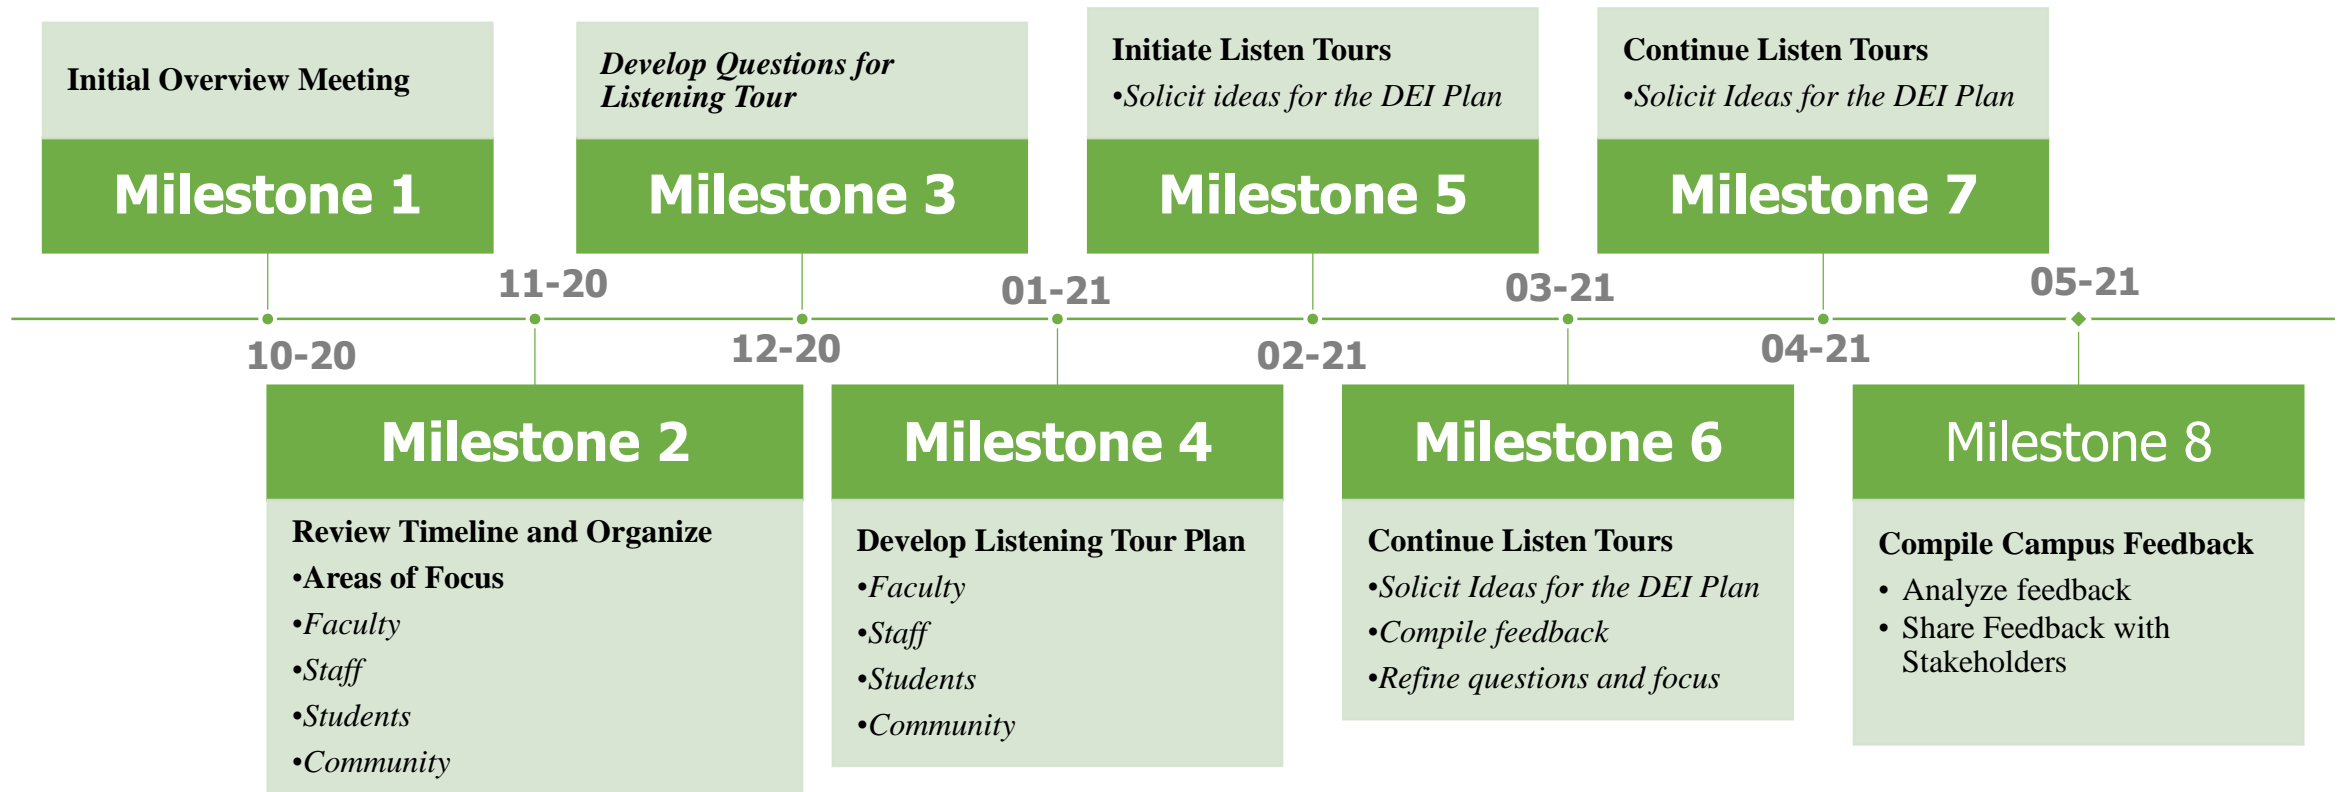 Initial Overview Meeting
Milestone 1
10-20
11-20
Milestone 2
Review Timeline and Organize
•Areas of Focus
•Faculty
•Staff
•Students
•Community
Develop Questions for
Listening Tour
Milestone 3
12-20
01-21
Milestone 4
Develop Listening Tour Plan
•Faculty
•Staff
•Students
•Community
Initiate Listen Tours
•Solicit ideas for the DEI Plan
Milestone 5
02-21
03-21
Milestone 6
Continue Listen Tours
•Solicit Ideas for the DEI Plan
•Compile feedback
•Refine questions and focus
Continue Listen Tours
•Solicit Ideas for the DEI Plan
Milestone 7
04-21
05-21
Milestone 8
Compile Campus Feedback
• Analyze feedback
• Share Feedback with
Stakeholders